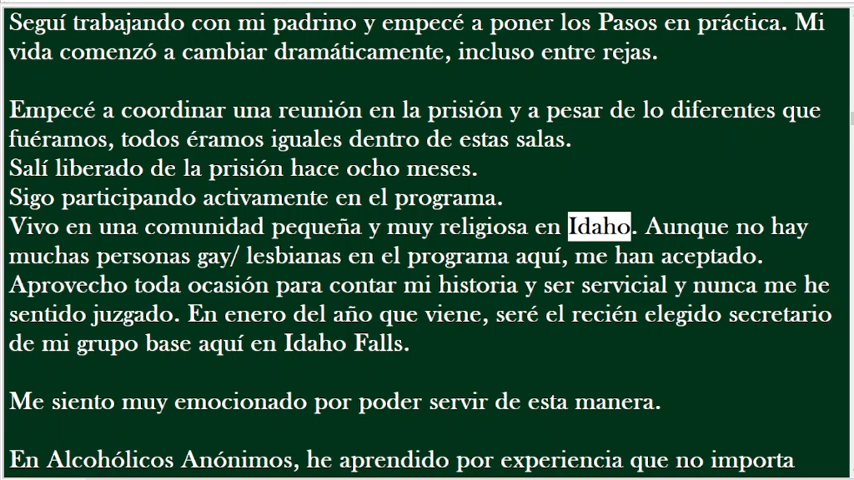 Seguí trabajando con mi padrino y empecé a poner los Pasos en práctica. Mi
vida comenzó a cambiar dramáticamente, incluso entre rejas.
Empecé a coordinar una reunión en la prisión y a pesar de lo diferentes que
fuéramos, todos éramos iguales dentro de estas salas.
Salí liberado de la prisión hace ocho meses.
Sigo participando activamente en el programa.
Vivo en una comunidad pequeña y muy religiosa en Idaho. Aunque no hay
muchas personas gay/ lesbianas en el programa aquí, me han aceptado.
Aprovecho toda ocasión para contar mi historia y ser servicial y nunca me he
sentido juzgado. En enero del año que viene, seré el recién elegido secretario
de mi grupo base aquí en Idaho Falls.
Me siento muy emocionado por poder servir de esta manera.
En Alcohólicos Anónimos, he aprendido por experiencia que no importa